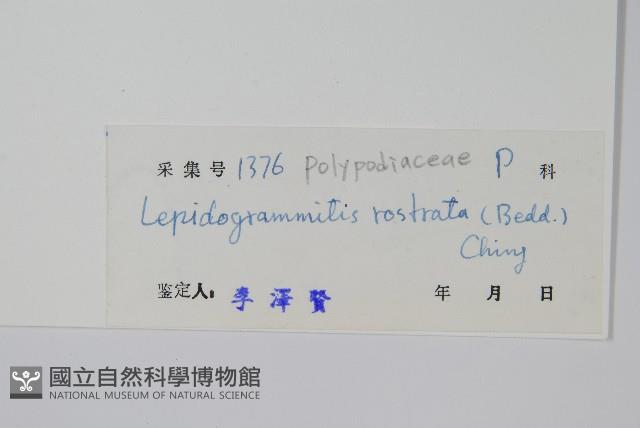 采集号 1376 Polypodiaceae P 科
Lepidogrammitis rostrata (Bedd.)
Ching
鉴定人: 李澤賢 年 月 日
國立自然科學博物館
NATIONAL MUSEUM OF NATURAL SCIENCE